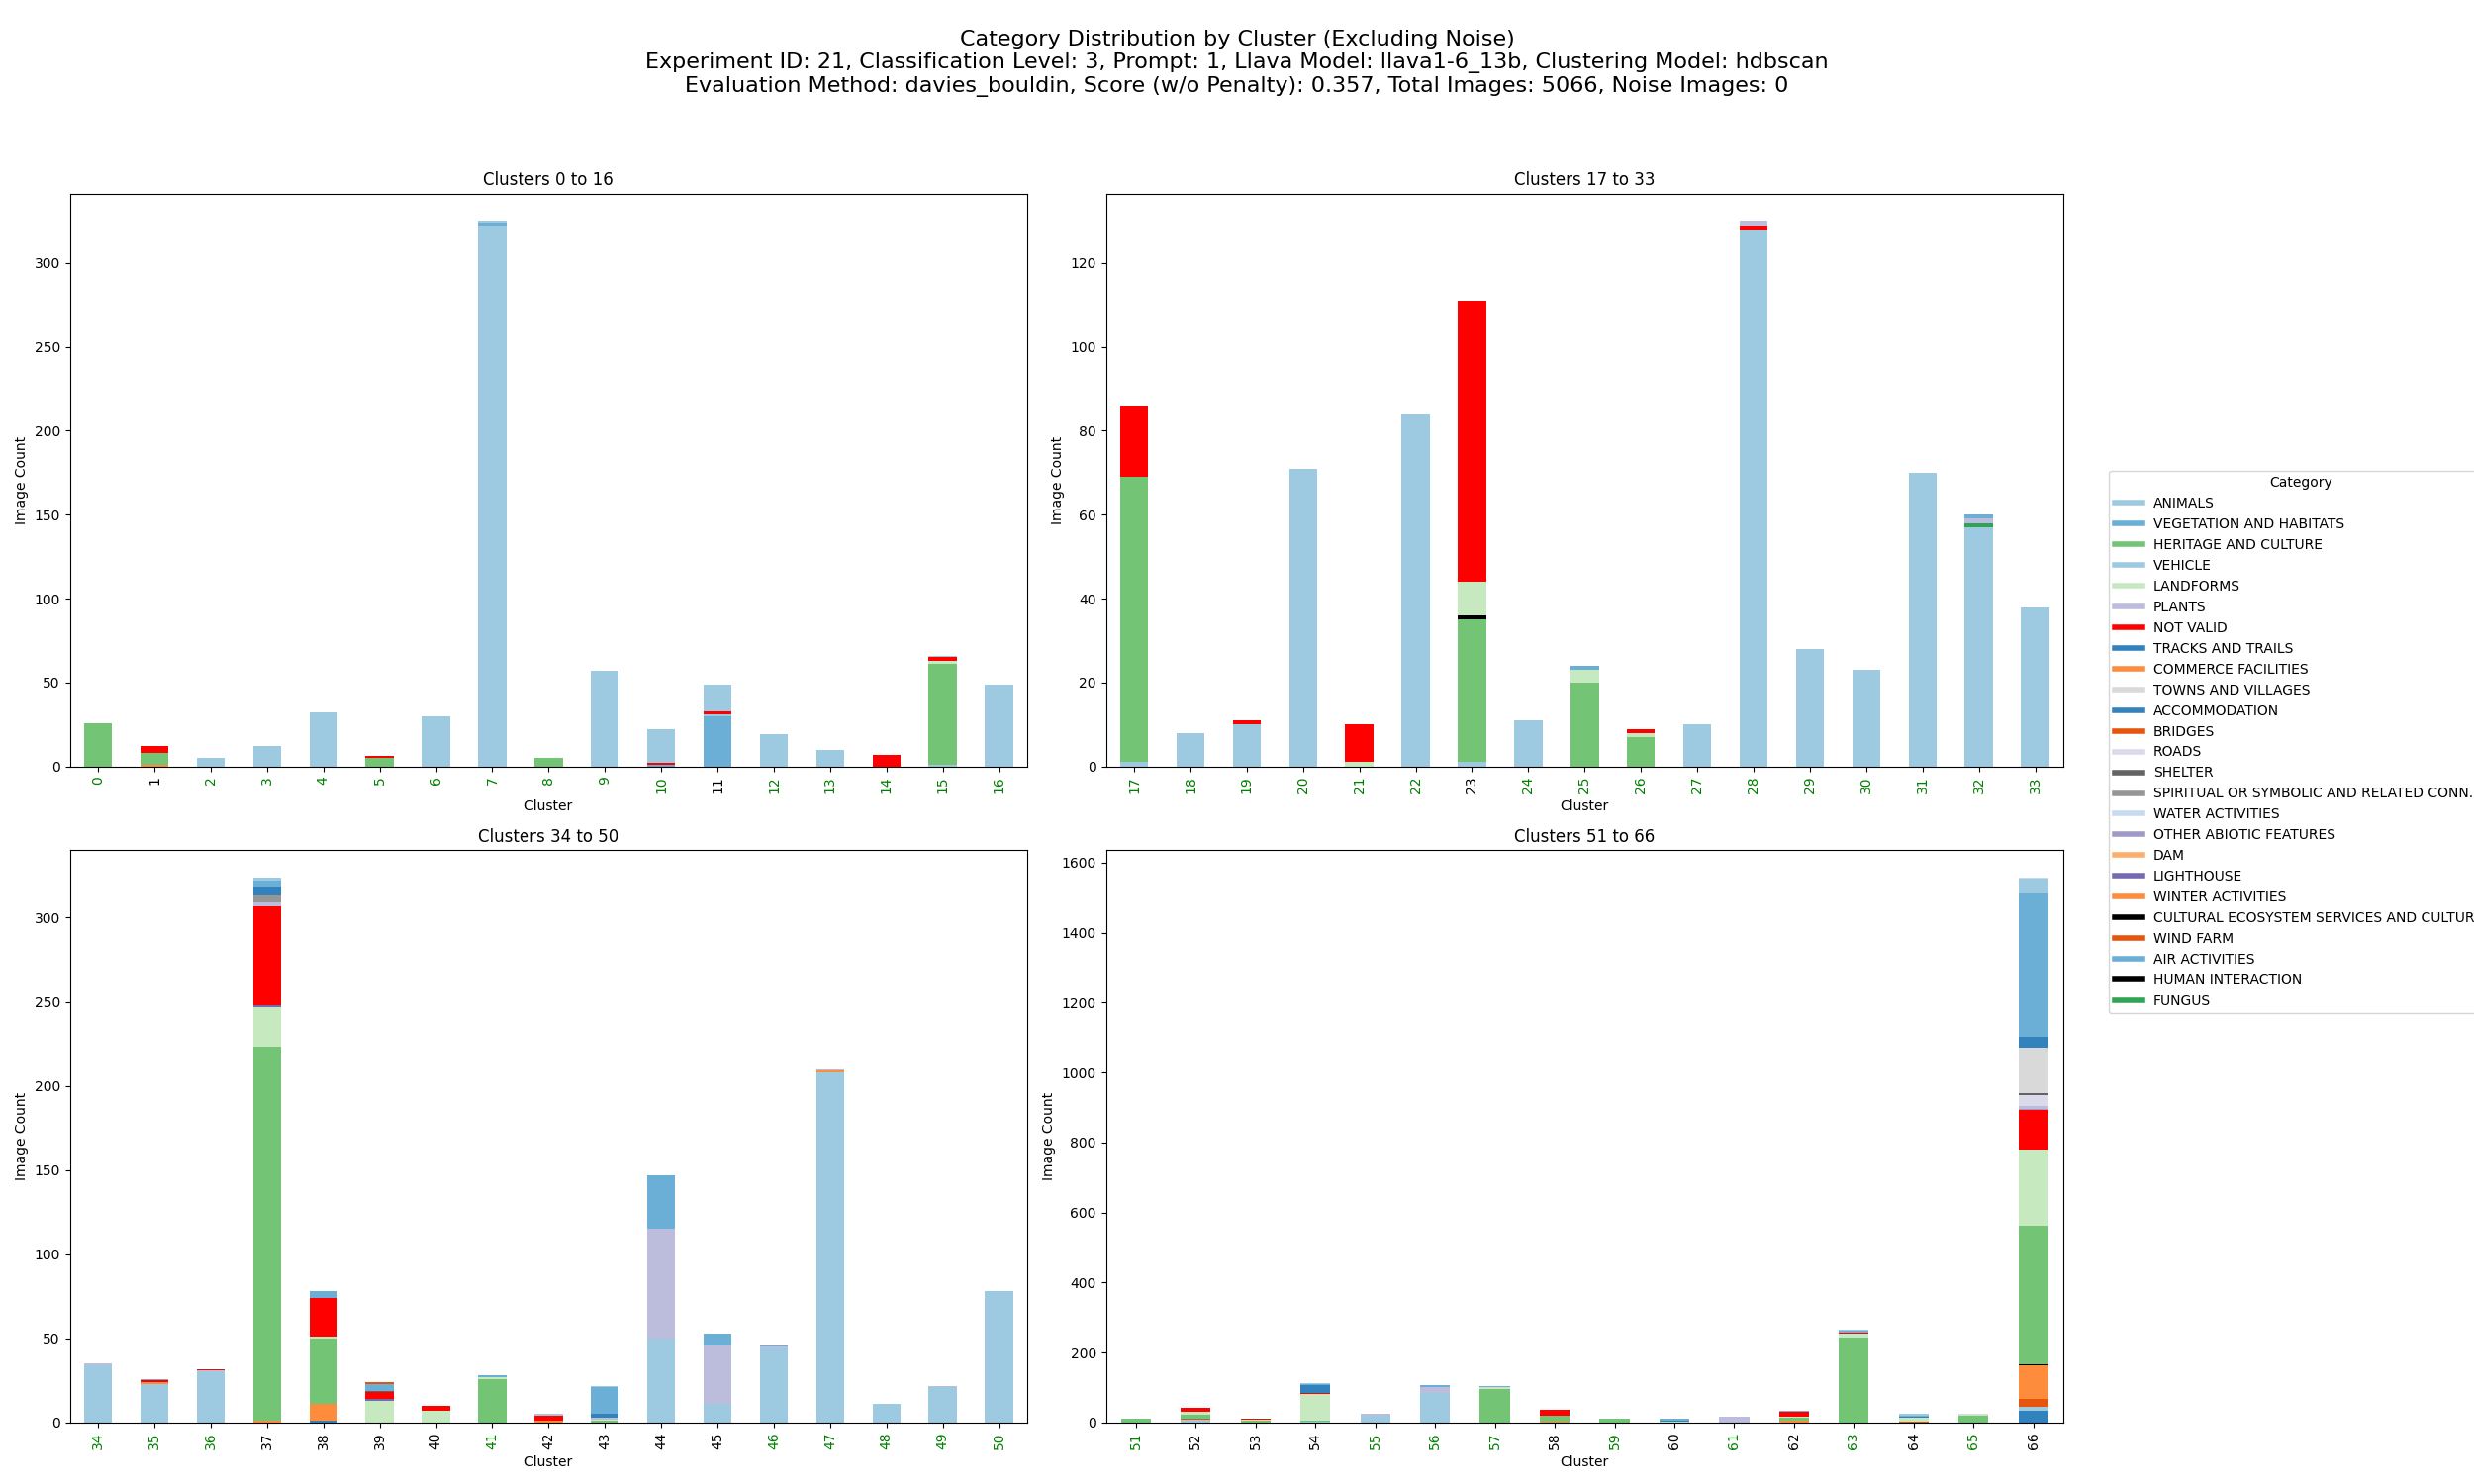 Category Distribution by Cluster (Excluding Noise)
Experiment ID: 21, Classification Level: 3, Prompt: 1, Llava Model: llava1-6_13b, Clustering Model: hdbscan
Evaluation Method: davies_bouldin, Score (w/o Penalty): 0.357, Total Images: 5066, Noise Images: 0
Clusters 0 to 16
Image Count
300
250
200
150
100
50
0
0 1 2 3 4 5 6 7 8 9 10 11 12 13 14 15 16
Cluster
Clusters 17 to 33
Image Count
120
100
80
60
40
20
0
17 18 19 20 21 22 23 24 25 26 27 28 29 30 31 32 33
Cluster
Clusters 34 to 50
Image Count
300
250
200
150
100
50
0
34 35 36 37 38 39 40 41 42 43 44 45 46 47 48 49 50
Cluster
Clusters 51 to 66
Image Count
1600
1400
1200
1000
800
600
400
200
0
51 52 53 54 55 56 57 58 59 60 61 62 63 64 65 66
Cluster
Category
ANIMALS
VEGETATION AND HABITATS
HERITAGE AND CULTURE
VEHICLE
LANDFORMS
PLANTS
NOT VALID
TRACKS AND TRAILS
COMMERCE FACILITIES
TOWNS AND VILLAGES
ACCOMMODATION
BRIDGES
ROADS
SHELTER
SPIRITUAL OR SYMBOLIC AND RELATED CONN.
WATER ACTIVITIES
OTHER ABIOTIC FEATURES
DAM
LIGHTHOUSE
WINTER ACTIVITIES
CULTURAL ECOSYSTEM SERVICES AND CULTUR
WIND FARM
AIR ACTIVITIES
HUMAN INTERACTION
FUNGUS